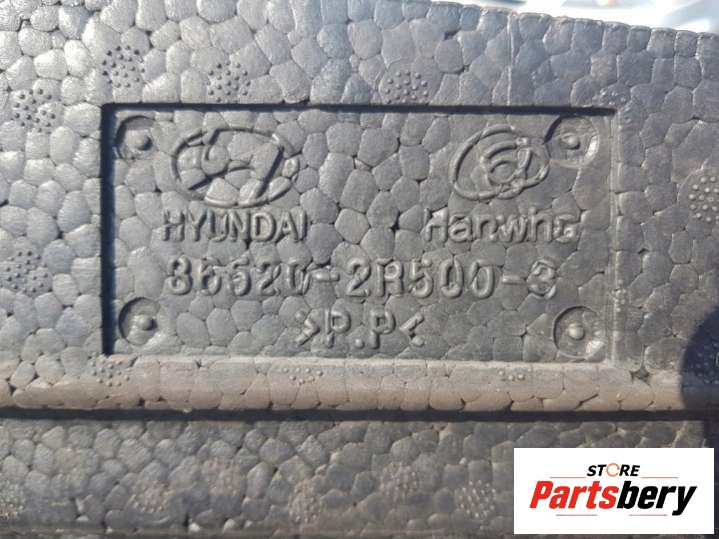 HYUNDAI Hanwha
86520-2R500-3
>P.P<
STORE
Partsbery